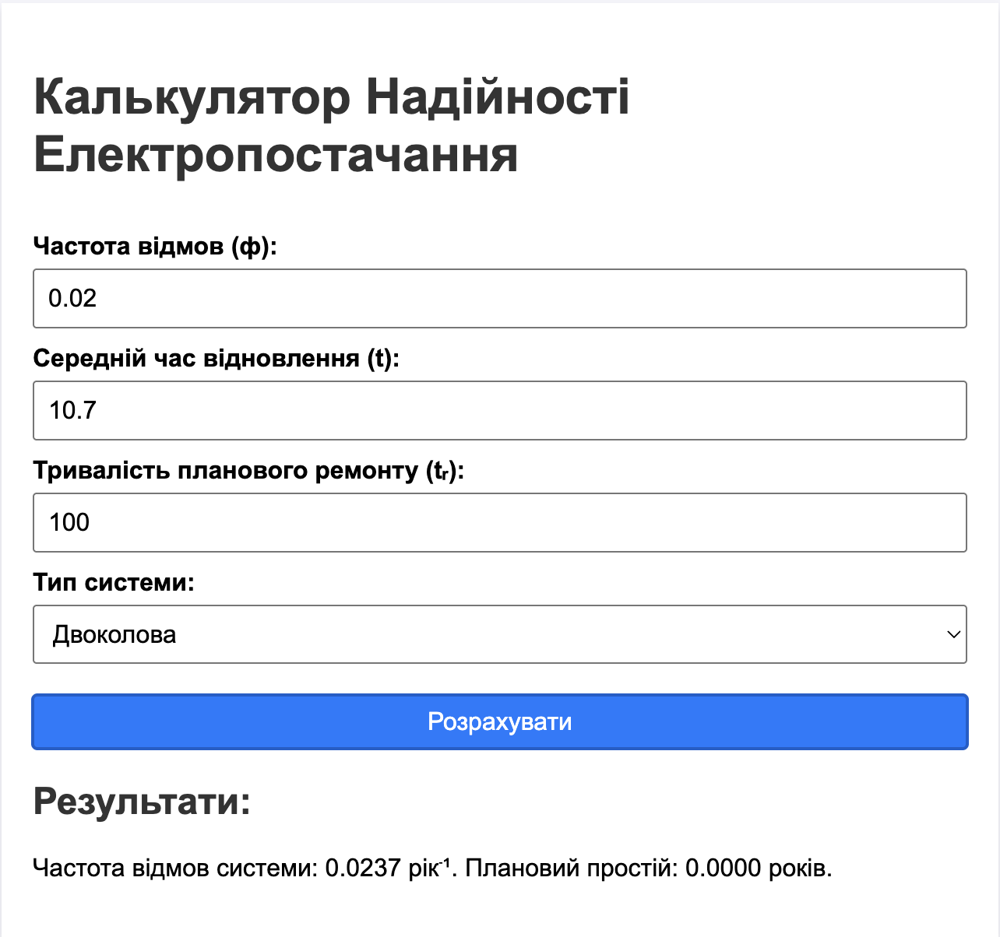 Калькулятор Надійності
Електропостачання
Частота відмов (ф):
0.02
Середній час відновлення (t):
10.7
Тривалість планового ремонту (tᵣ):
100
Тип системи:
Двоколова
Розрахувати
Результати:
Частота відмов системи: 0.0237 рік⁻¹. Плановий простій: 0.0000 років.